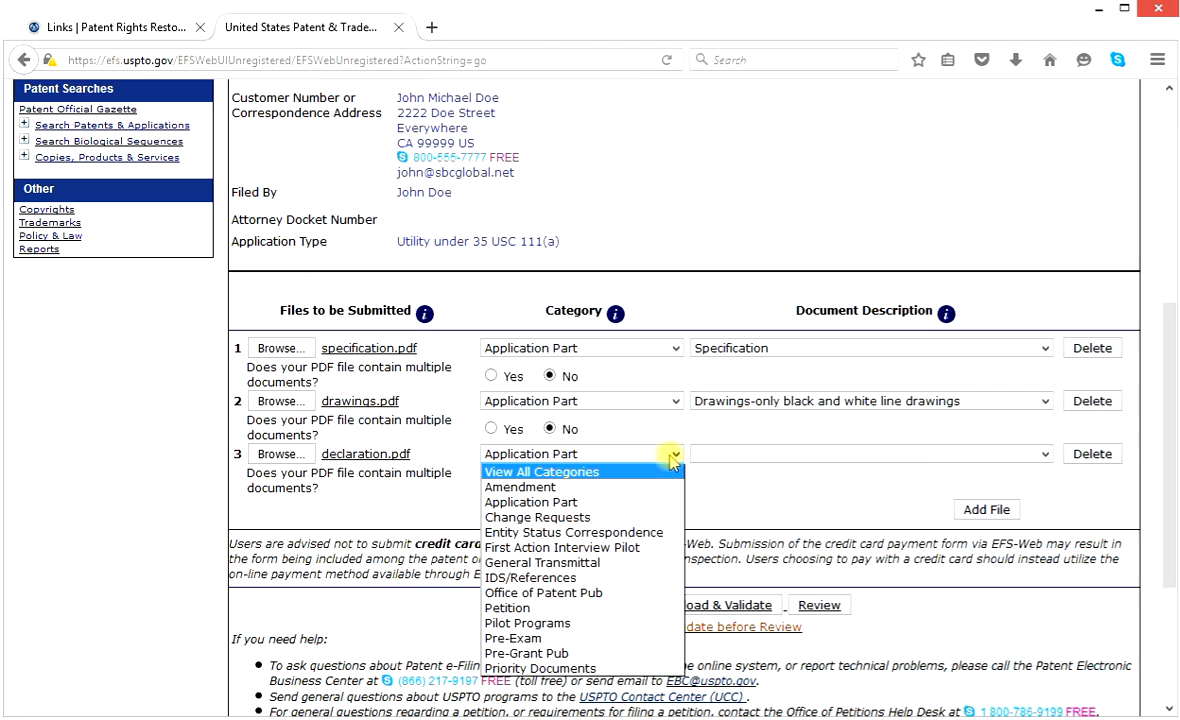 Links | Patent Rights Resto...
United States Patent & Trade...
https://efs.uspto.gov/EFSWebUIUnregistered/EFSWebUnregistered?ActionString=go
Search
Patent Searches
Patent Official Gazette
Search Patents & Applications
Search Biological Sequences
Copies, Products & Services
Other
Copyrights
Trademarks
Policy & Law
Reports
Customer Number or
Correspondence Address
John Michael Doe
2222 Doe Street
Everywhere
CA 99999 US
800-555-7777 FREE
john@sbcglobal.net
Filed By John Doe
Attorney Docket Number
Application Type Utility under 35 USC 111(a)
Files to be Submitted Category Document Description
1 Browse... specification.pdf Application Part Specification Delete
Does your PDF file contain multiple
documents?
Yes No
2 Browse... drawings.pdf Application Part Drawings-only black and white line drawings Delete
Does your PDF file contain multiple
documents?
Yes No
3 Browse... declaration.pdf Application Part Delete
Does your PDF file contain multiple
documents?
View All Categories
Amendment
Application Part
Change Requests
Entity Status Correspondence
First Action Interview Pilot
General Transmittal
IDS/References
Office of Patent Pub
Petition
Pilot Programs
Pre-Exam
Pre-Grant Pub
Priority Documents
Add File
Users are advised not to submit credit card -Web. Submission of the credit card payment form via EFS-Web may result in
the form being included among the patent o nspection. Users choosing to pay with a credit card should instead utilize the
on-line payment method available through E
oad & Validate Review
date before Review
If you need help:
To ask questions about Patent e-Filin e online system, or report technical problems, please call the Patent Electronic
Business Center at (866) 217-9197 FREE (toll free) or send email to EBC@uspto.gov.
Send general questions about USPTO programs to the USPTO Contact Center (UCC) .
For general questions regarding a petition, or requirements for filing a petition, contact the Office of Petitions Help Desk at 1 800-786-9199 FREE.